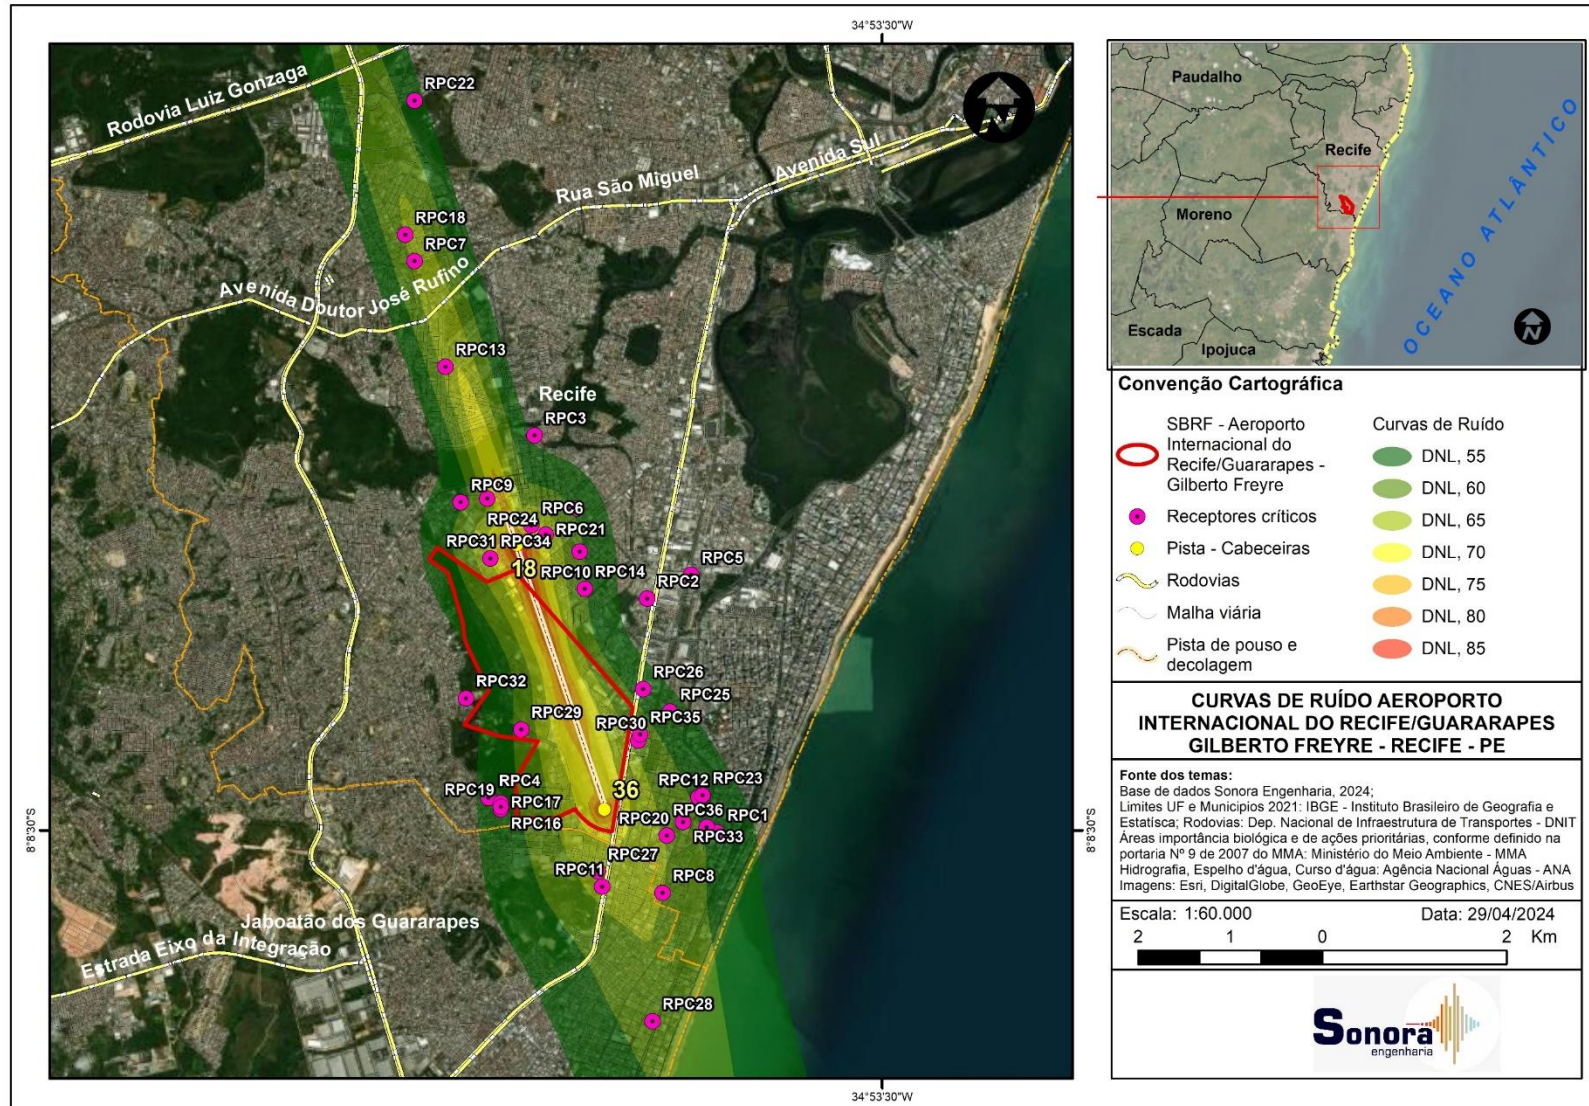 34°53'30"W
RPC22
Rodovia Luiz Gonzaga
Avenida Sul
Rua São Miguel
N
RPC18
RPC7
Avenida Doutor José Rufino
RPC13
Recife
RPC3
RPC9
RPC6
RPC24
RPC21
RPC31
RPC34
18
RPC10
RPC14
RPC5
RPC2
RPC26
RPC25
RPC32
RPC29
RPC30
RPC35
36
RPC4
RPC19
RPC17
RPC16
RPC12
RPC23
RPC20
RPC36
RPC1
RPC33
RPC27
RPC11
RPC8
Jaboatão dos Guararapes
Estrada Eixo da Integração
RPC28
8°8'30"S
8°8'30"S
34°53'30"W
Paudalho
Recife
Moreno
Escada
Ipojuca
OCEANO ATLÂNTICO
N
Convenção Cartográfica
SBRF - Aeroporto
Internacional do
Recife/Guararapes -
Gilberto Freyre
Receptores críticos
Pista - Cabeceiras
Rodovias
Malha viária
Pista de pouso e
decolagem
Curvas de Ruído
DNL, 55
DNL, 60
DNL, 65
DNL, 70
DNL, 75
DNL, 80
DNL, 85
CURVAS DE RUÍDO AEROPORTO
INTERNACIONAL DO RECIFE/GUARARAPES
GILBERTO FREYRE - RECIFE - PE
Fonte dos temas:
Base de dados Sonora Engenharia, 2024;
Limites UF e Municipios 2021: IBGE - Instituto Brasileiro de Geografia e
Estatísca; Rodovias: Dep. Nacional de Infraestrutura de Transportes - DNIT
Áreas importância biológica e de ações prioritárias, conforme definido na
portaria Nº 9 de 2007 do MMA: Ministério do Meio Ambiente - MMA
Hidrografia, Espelho d'água, Curso d'água: Agência Nacional Águas - ANA
Imagens: Esri, DigitalGlobe, GeoEye, Earthstar Geographics, CNES/Airbus
Escala: 1:60.000 Data: 29/04/2024
2 1 0 2 Km
Sonora
engenharia